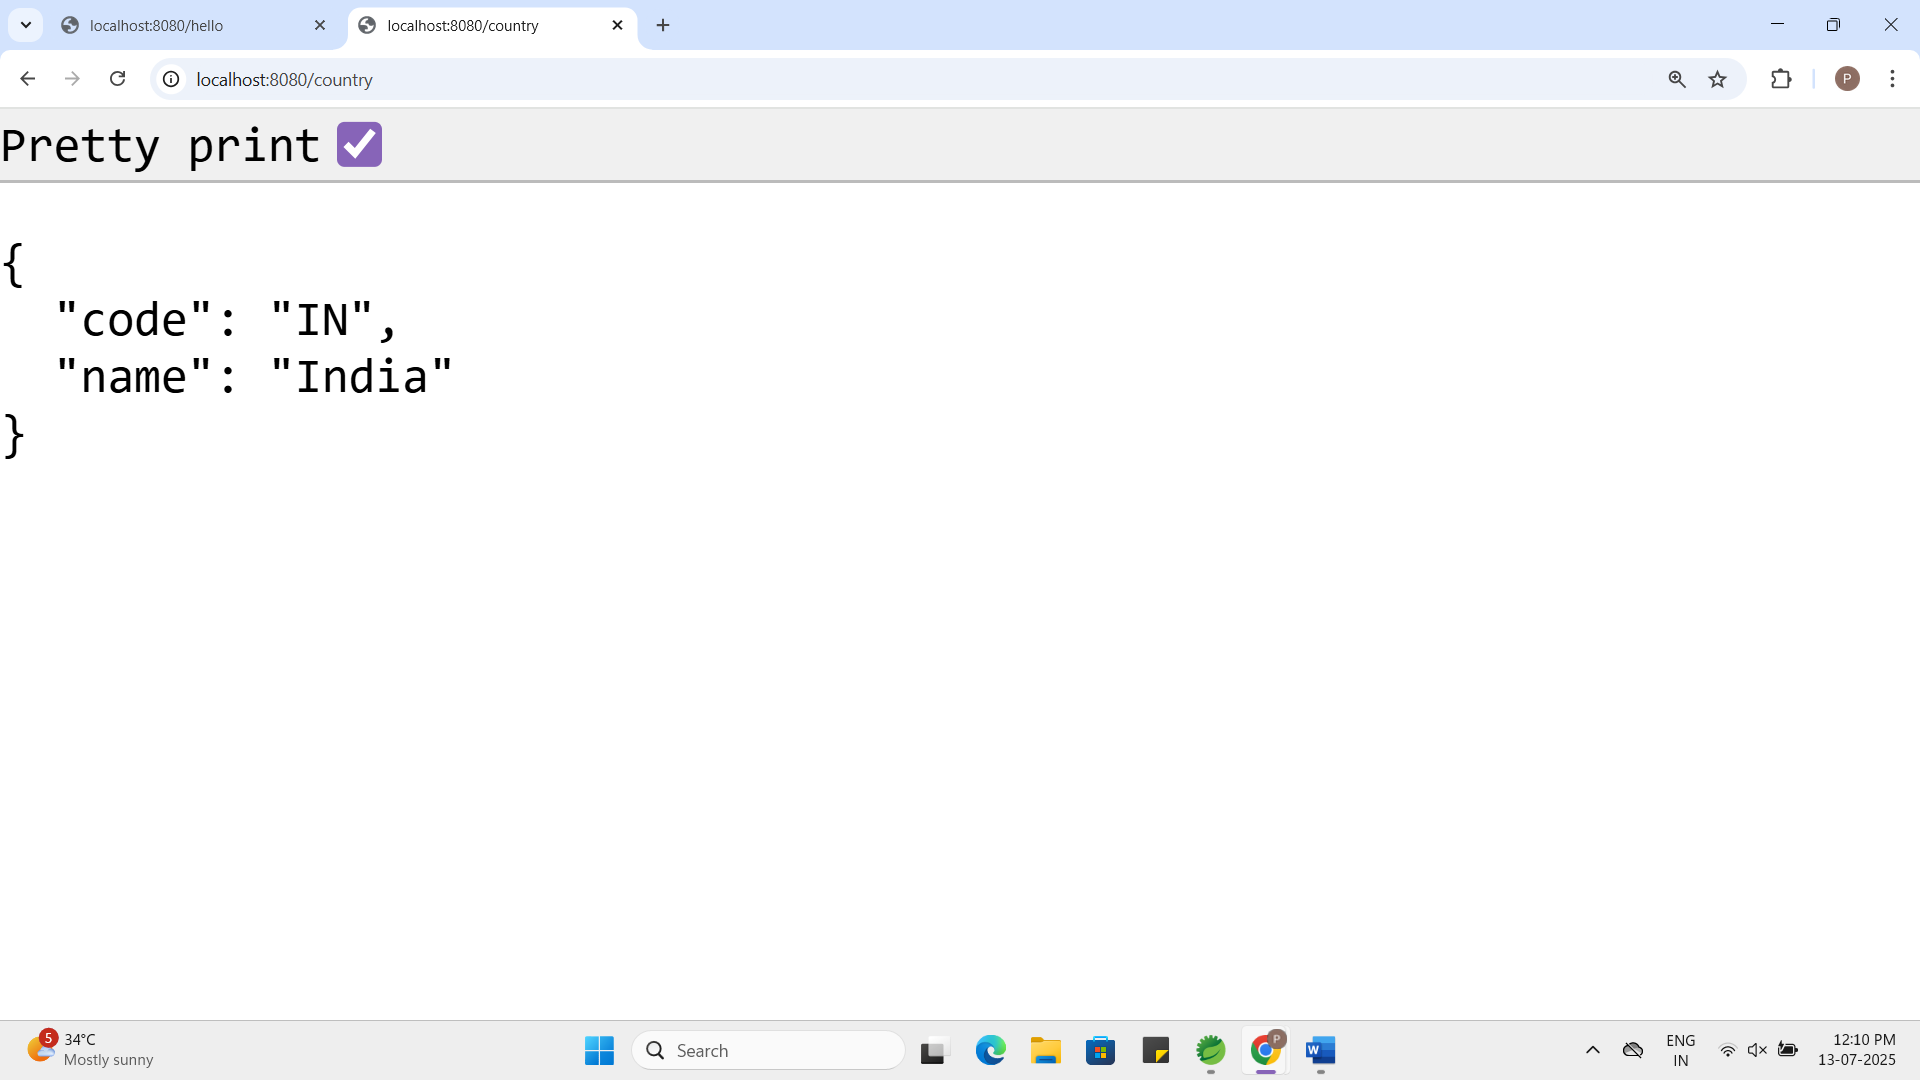 localhost:8080/hello
localhost:8080/country
localhost:8080/country
P
Pretty print
{
  "code": "IN",
  "name": "India"
}
5
34°C
Mostly sunny
Search
P
W
ENG
IN
12:10 PM
13-07-2025